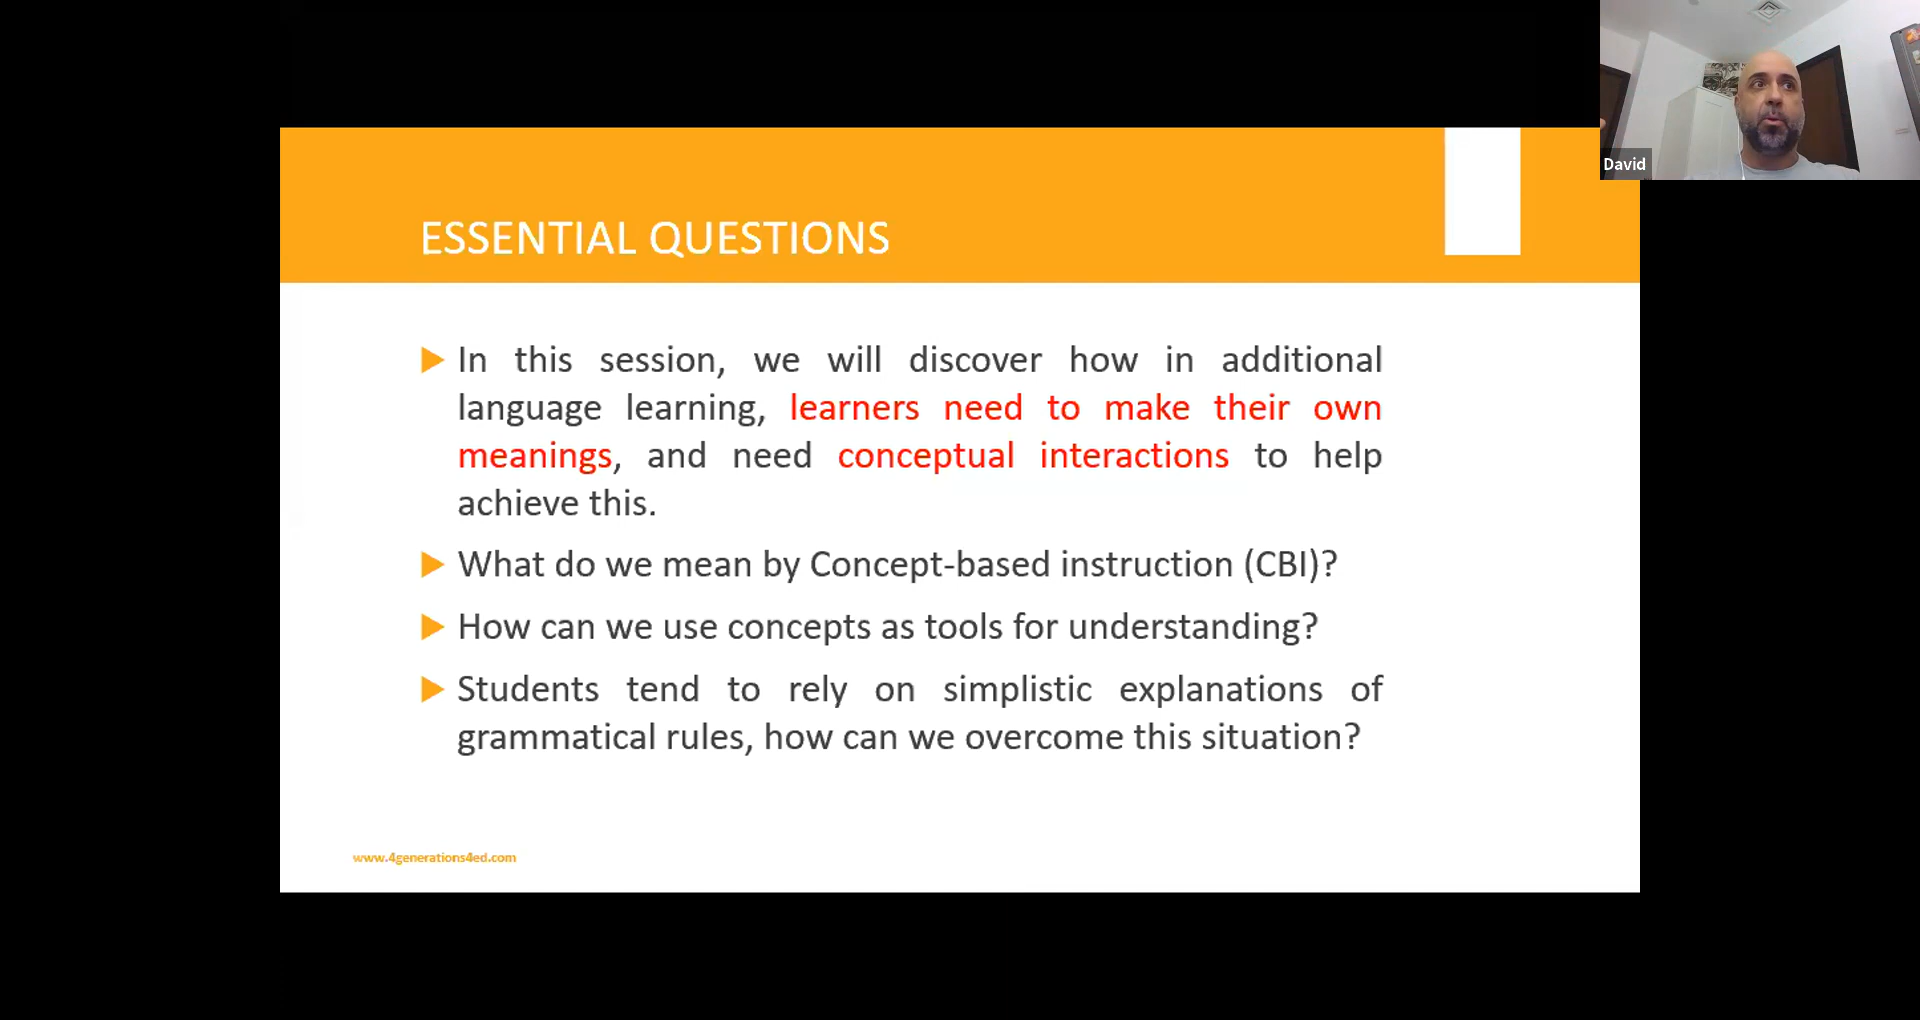 David
ESSENTIAL QUESTIONS
In this session, we will discover how in additional
language learning, learners need to make their own
meanings, and need conceptual interactions to help
achieve this.
What do we mean by Concept-based instruction (CBI)?
How can we use concepts as tools for understanding?
Students tend to rely on simplistic explanations of
grammatical rules, how can we overcome this situation?
www.4generations4ed.com